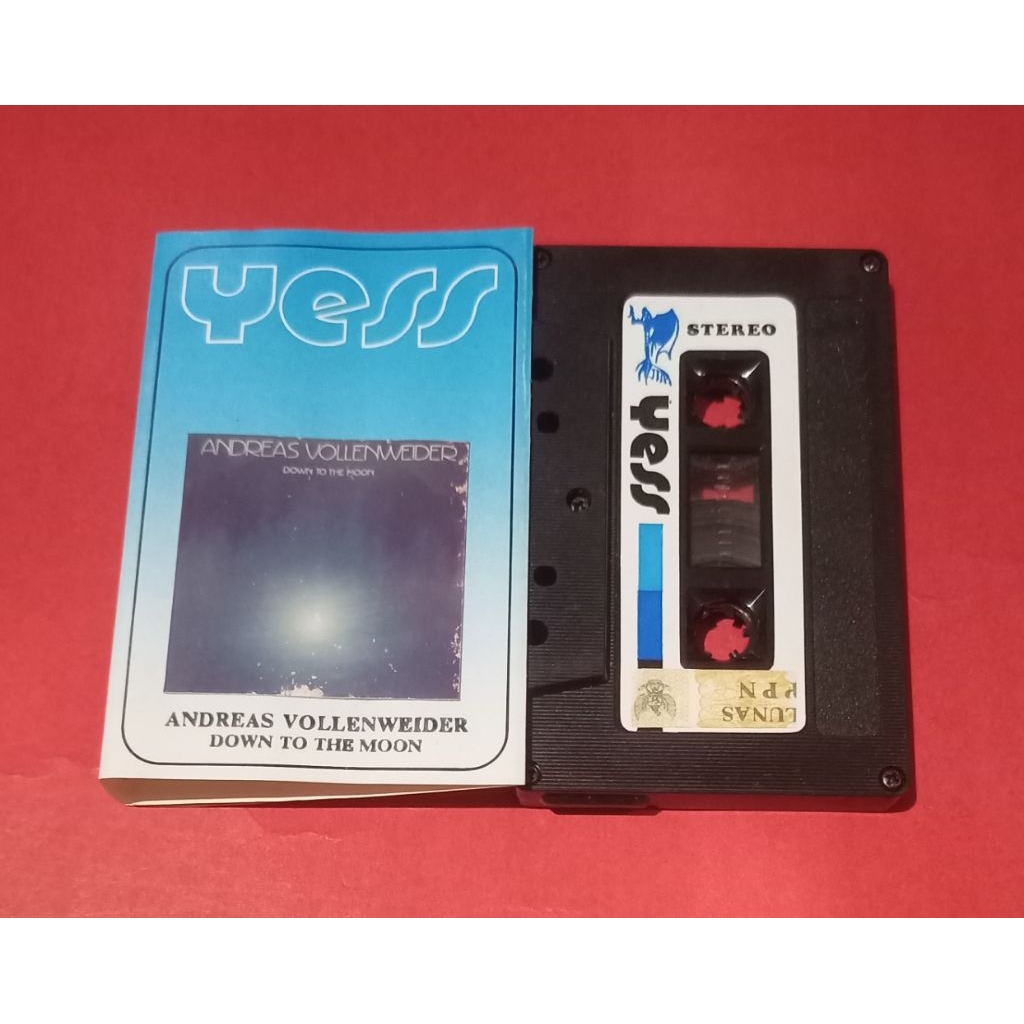 Yess
ANDREAS VOLLENWEIDER
DOWN TO THE MOON
ANDREAS VOLLENWEIDER
DOWN TO THE MOON
STEREO
Yess
LUNAS
PPN